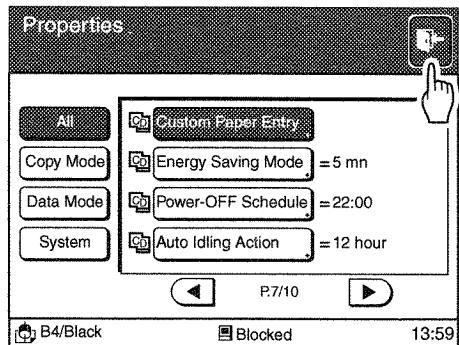 Properties
All
Custom Paper Entry
Copy Mode
Energy Saving Mode = 5 mn
Data Mode
Power-OFF Schedule = 22:00
System
Auto Idling Action = 12 hour
P.7/10
B4/Black Blocked 13:59